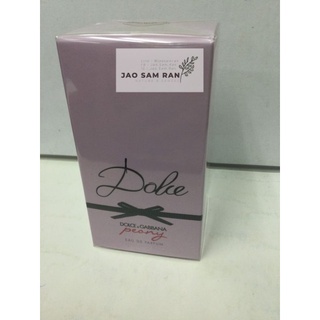 JAO SAM RAN
Dolce
DOLCE & GABBANA
peony
EAU DE PARFUM